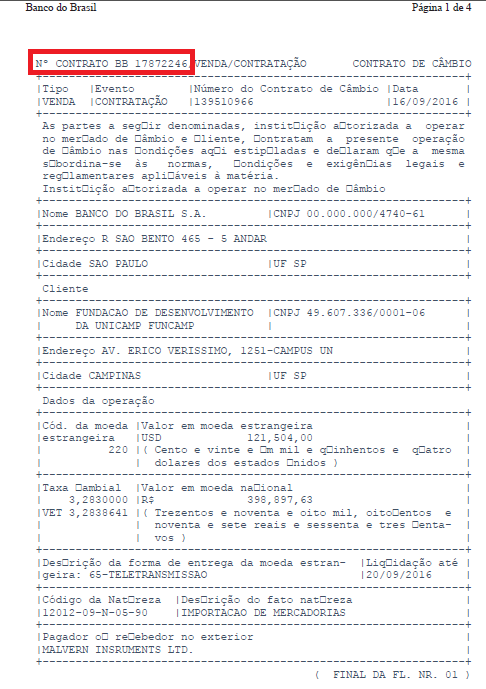 Banco do Brasil Página 1 de 4
Nº CONTRATO BB 17872246/VENDA/CONTRATAÇÃO CONTRATO DE CÂMBIO
|Tipo |Evento |Número do Contrato de Câmbio |Data |
|VENDA |CONTRATAÇÃO |139510966 |16/09/2016 |
As partes a seg□ir denominadas, instit□ição a□torizada a operar
no mer□ado de □âmbio e □liente, □ontratam a presente operação
de □âmbio nas □ondições aq□i estip□ladas e de□laram q□e a mesma
s□bordina-se às normas, □ondições e exigên□ias legais e
reg□lamentares apli□áveis à matéria.
Instit□ição a□torizada a operar no mer□ado de □âmbio
|Nome BANCO DO BRASIL S.A. |CNPJ 00.000.000/4740-61 |
|Endereço R SAO BENTO 465 - 5 ANDAR |
|Cidade SAO PAULO |UF SP |
Cliente
|Nome FUNDACAO DE DESENVOLVIMENTO |CNPJ 49.607.336/0001-06 |
| DA UNICAMP FUNCAMP | |
|Endereço AV. ERICO VERISSIMO, 1251-CAMPUS UN |
|Cidade CAMPINAS |UF SP |
Dados da operação
|Cód. da moeda |Valor em moeda estrangeira |
|estrangeira |USD 121,504,00 |
| 220 |( Cento e vinte e □m mil e q□inhentos e q□atro |
| | dolares dos estados □nidos ) |
|Taxa □ambial |Valor em moeda na□ional |
| 3,2830000 |R$ 398,897,63 |
|VET 3,2838641 |( Trezentos e noventa e oito mil, oito□entos e |
| | noventa e sete reais e sessenta e tres □enta- |
| | vos ) |
|Des□rição da forma de entrega da moeda estran- |Liq□idação até |
|geira: 65-TELETRANSMISSAO |20/09/2016 |
|Código da Nat□reza |Des□rição do fato nat□reza |
|12012-09-N-05-90 |IMPORTACAO DE MERCADORIAS |
|Pagador o□ re□ebedor no exterior |
|MALVERN INSRUMENTS LTD. |
( FINAL DA FL. NR. 01 )